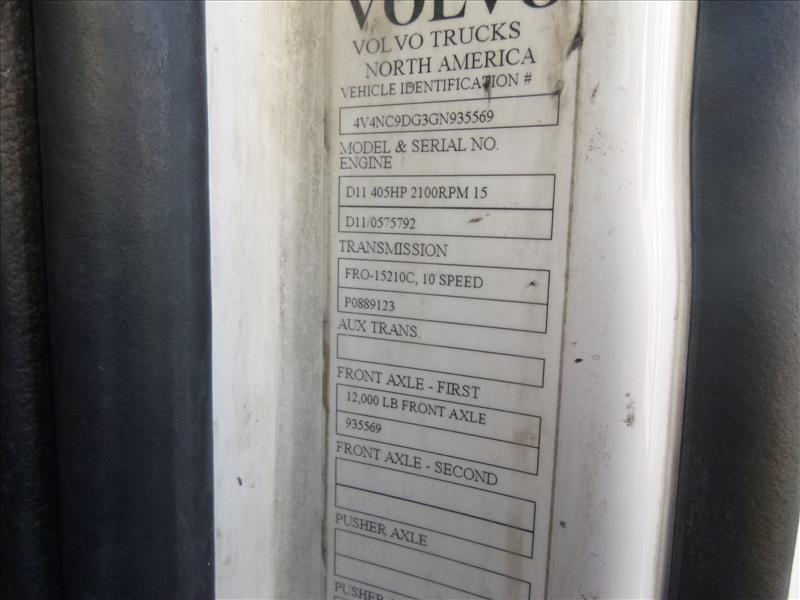 VOLVO
VOLVO TRUCKS
NORTH AMERICA
VEHICLE IDENTIFICATION #
4V4NC9DG3GN935569
MODEL & SERIAL NO.
ENGINE
D11 405HP 2100RPM 15
D11/0575792
TRANSMISSION
FRO-15210C, 10 SPEED
P0889123
AUX TRANS.
FRONT AXLE - FIRST
12,000 LB FRONT AXLE
935569
FRONT AXLE - SECOND
PUSHER AXLE
PUSHER